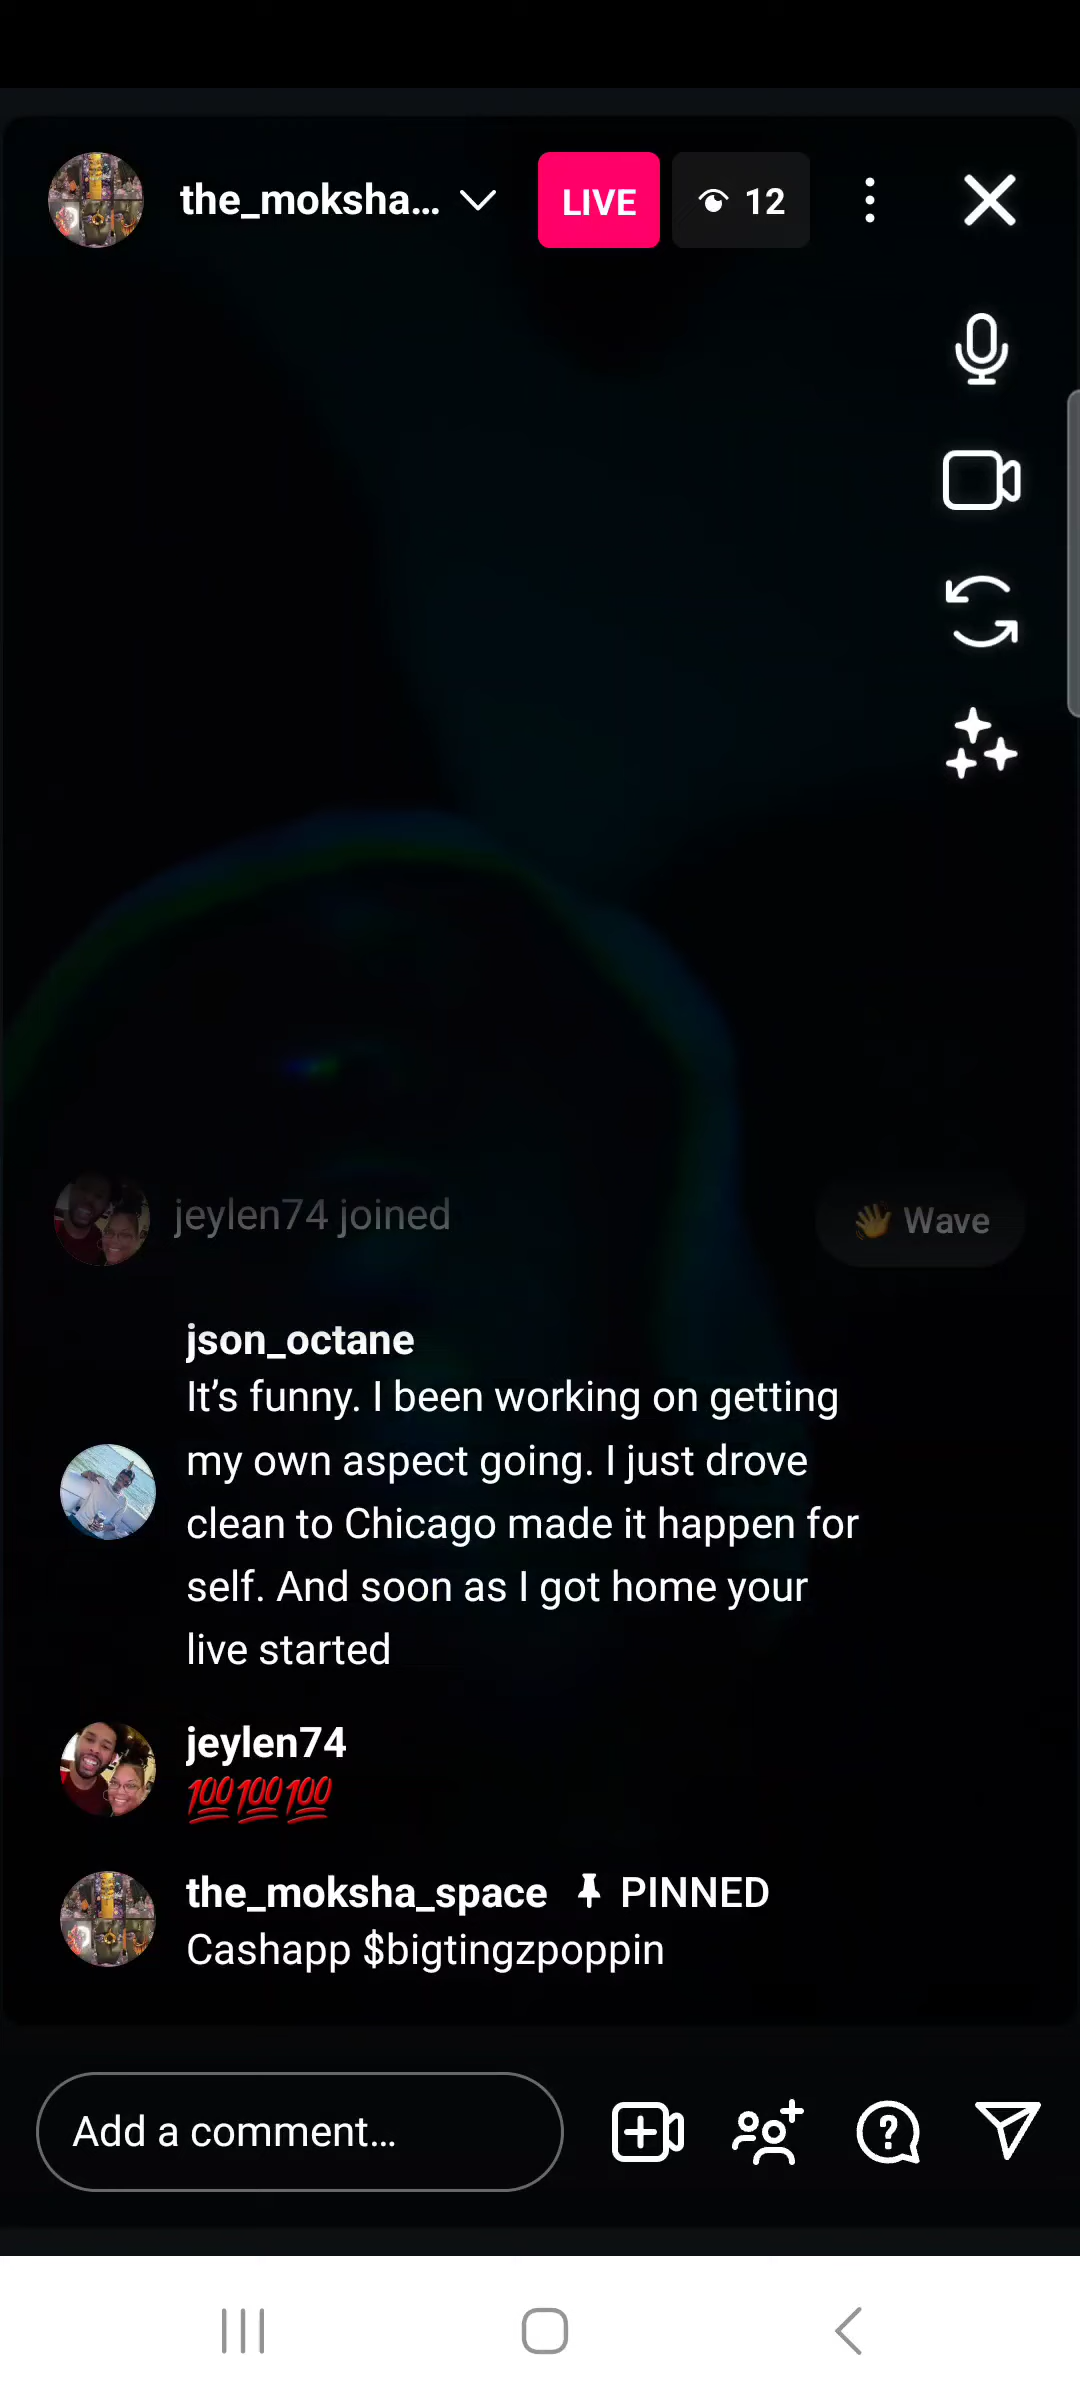 the_moksha...
LIVE
12
jeylen74 joined
👋 Wave
json_octane
It’s funny. I been working on getting
my own aspect going. I just drove
clean to Chicago made it happen for
self. And soon as I got home your
live started
jeylen74
💯💯💯
the_moksha_space PINNED
Cashapp $bigtingzpoppin
Add a comment...